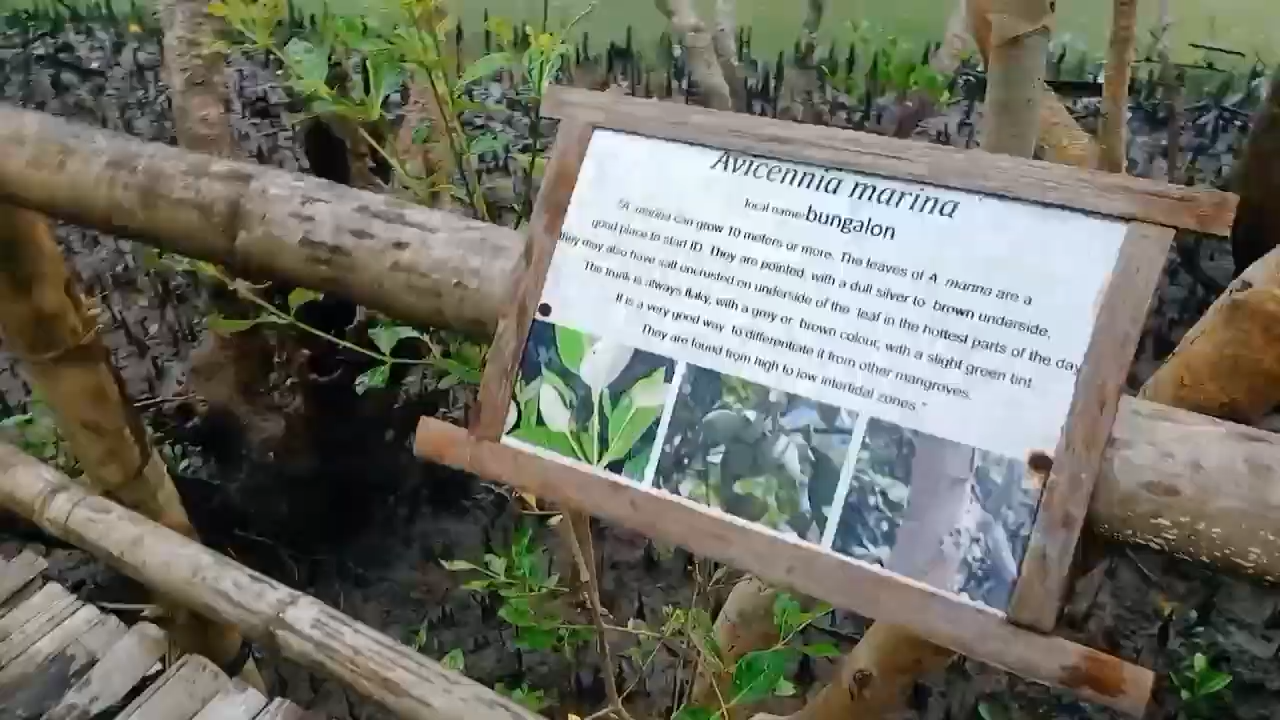 Avicennia marina
local name: bungalon
"A. marina can grow 10 meters or more. The leaves of A. marina are a
good place to start ID. They are pointed, with a dull silver to brown underside,
they may also have salt encrusted on underside of the leaf in the hottest parts of the day
The trunk is always flaky, with a grey or brown colour, with a slight green tint.
It is a very good way to differentiate it from other mangroves.
They are found from high to low intertidal zones."